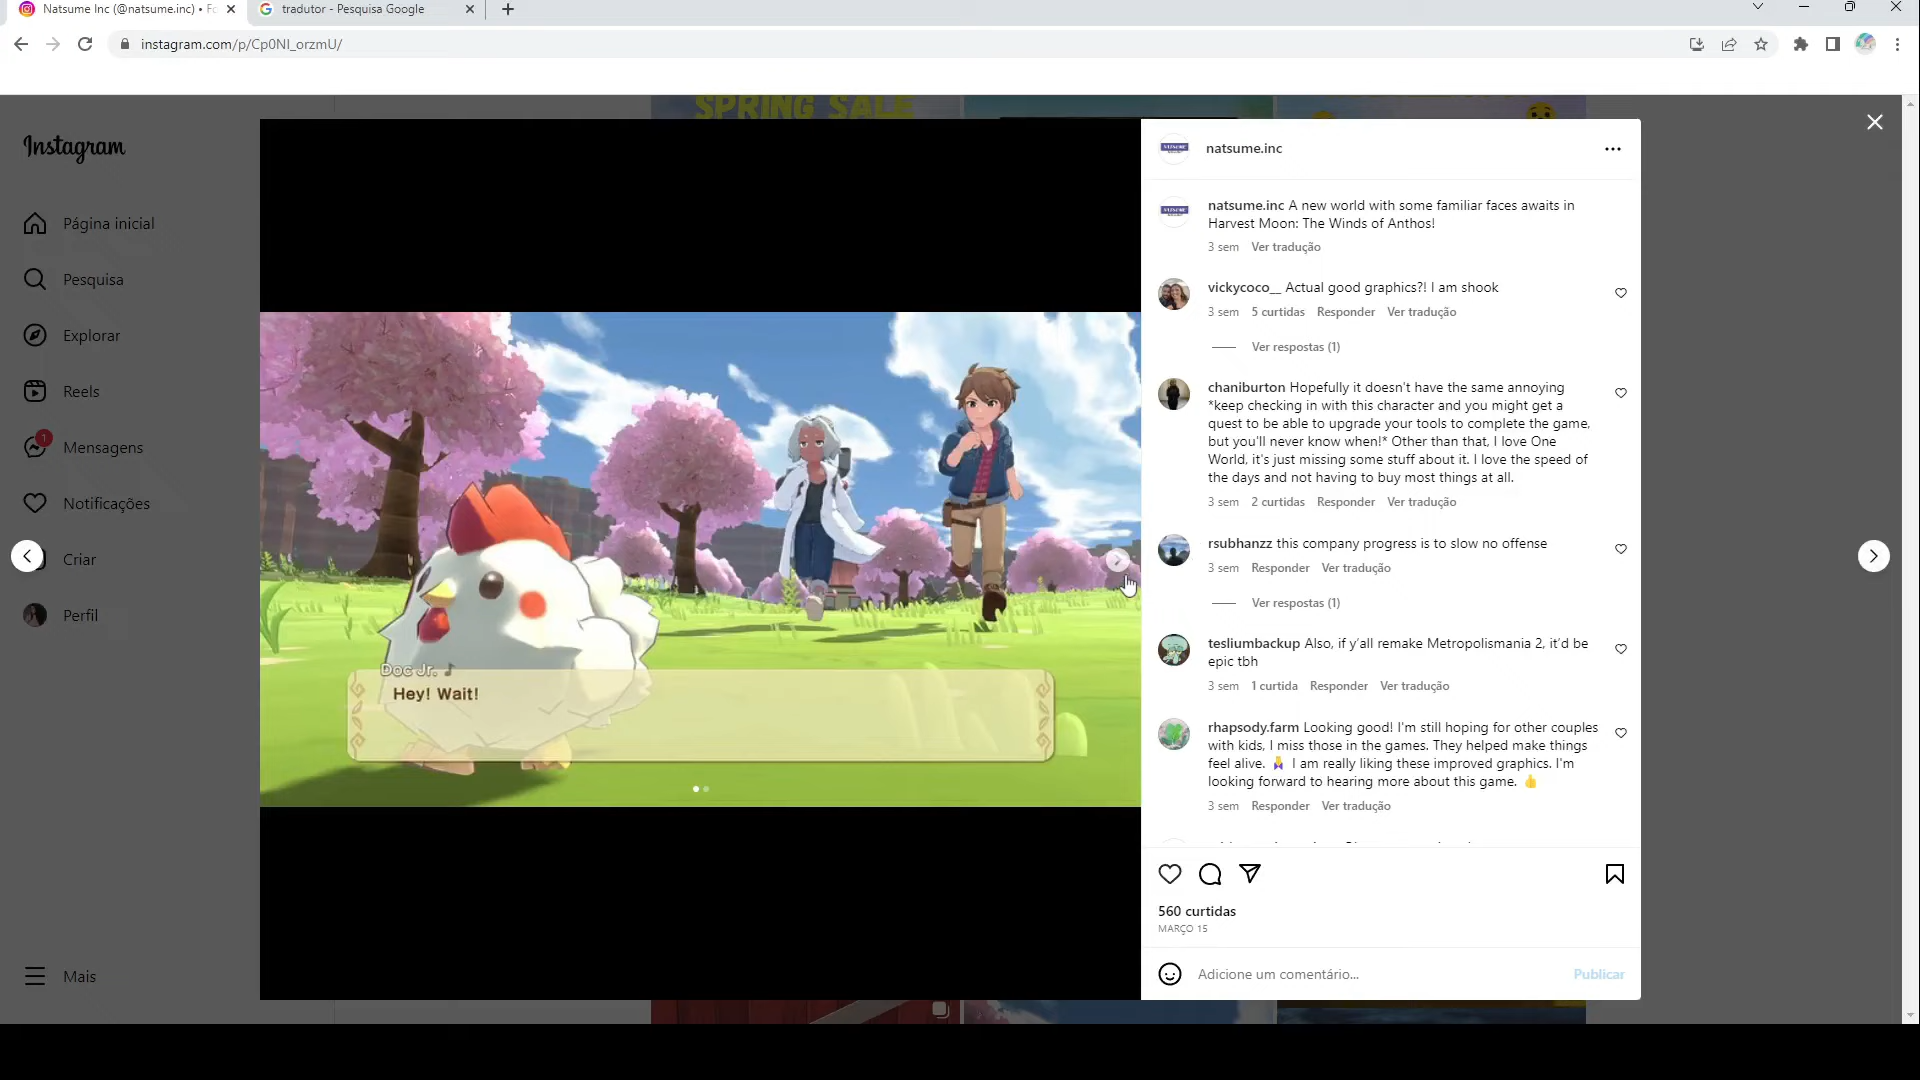 Natsume Inc (@natsume.inc) • Fo
tradutor - Pesquisa Google
instagram.com/p/Cp0NI_orzmU/
SPRING SALE
Instagram
Página inicial
Pesquisa
Explorar
Reels
1
Mensagens
Notificações
Criar
Perfil
Mais
Doc Jr. ♪
Hey! Wait!
NATSUME
natsume.inc
•••
NATSUME
natsume.inc A new world with some familiar faces awaits in
Harvest Moon: The Winds of Anthos!
3 sem Ver tradução
vickycoco__ Actual good graphics?! I am shook
3 sem 5 curtidas Responder Ver tradução
Ver respostas (1)
chaniburton Hopefully it doesn't have the same annoying
*keep checking in with this character and you might get a
quest to be able to upgrade your tools to complete the game,
but you'll never know when!* Other than that, I love One
World, it's just missing some stuff about it. I love the speed of
the days and not having to buy most things at all.
3 sem 2 curtidas Responder Ver tradução
rsubhanzz this company progress is to slow no offense
3 sem Responder Ver tradução
Ver respostas (1)
tesliumbackup Also, if y'all remake Metropolismania 2, it'd be
epic tbh
3 sem 1 curtida Responder Ver tradução
rhapsody.farm Looking good! I'm still hoping for other couples
with kids, I miss those in the games. They helped make things
feel alive. I am really liking these improved graphics. I'm
looking forward to hearing more about this game. 👍
3 sem Responder Ver tradução
560 curtidas
MARÇO 15
Adicione um comentário...
Publicar